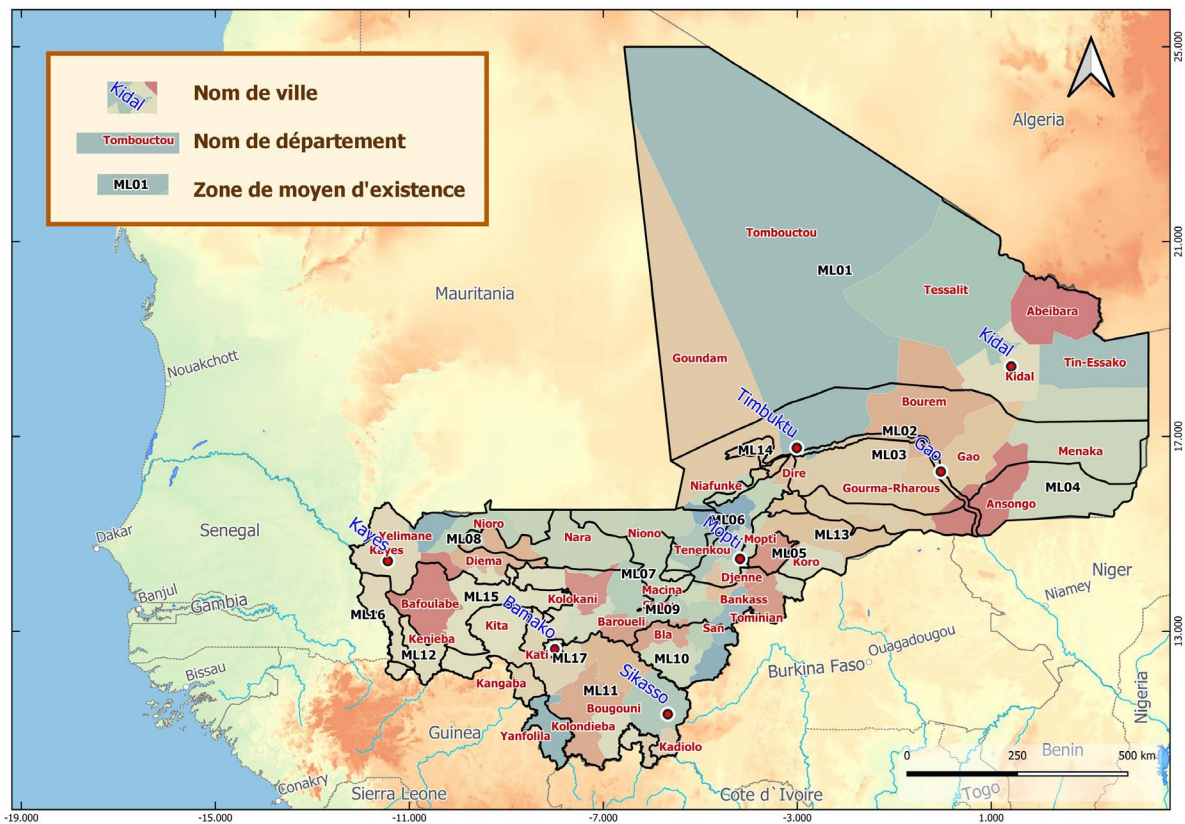 Kidal
Nom de ville
Tombouctou
Nom de département
ML01
Zone de moyen d'existence
25.000
21.000
17.000
13.000
-19.000
-15.000
-11.000
-7.000
-3.000
1.000
Algeria
Mauritania
Nouakchott
Dakar
Senegal
Banjul
Gambia
Bissau
Guinea
Conakry
Sierra Leone
Cote d`Ivoire
Togo
Benin
Nigeria
Burkina Faso
Ouagadougou
Niamey
Niger
Tombouctou
ML01
Tessalit
Abeibara
Kidal
Kidal
Tin-Essako
Goundam
Timbuktu
Bourem
ML02
Gao
ML03
Gao
Menaka
ML14
Dire
Niafunke
Gourma-Rharous
Ansongo
ML04
Kayes
Yelimane
Kayes
Nioro
ML08
Diema
Nara
Niono
ML06
Mopti
Mopti
Tenenkou
ML05
ML13
Koro
Djenne
ML07
Macina
Bankass
ML16
Bafoulabe
ML15
Kolokani
ML09
Tominian
Kita
Bamako
Baroueli
Bla
San
Kenieba
ML12
Kati
ML17
ML10
Kangaba
ML11
Sikasso
Bougouni
Yanfolila
Kolondieba
Kadiolo
0
250
500 km